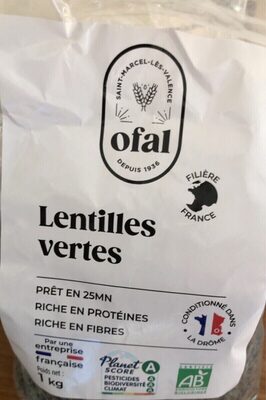 SAINT-MARCEL-LÈS-VALENCE
ofal
DEPUIS 1936
FILIÈRE
FRANCE
Lentilles
vertes
PRÊT EN 25MN
RICHE EN PROTÉINES
RICHE EN FIBRES
CONDITIONNÉ DANS
LA DRÔME
Par une
entreprise
française
Poids net :
1 kg
Planet
SCORE
A
PESTICIDES
BIODIVERSITÉ
CLIMAT
CERTIFIÉ
AB